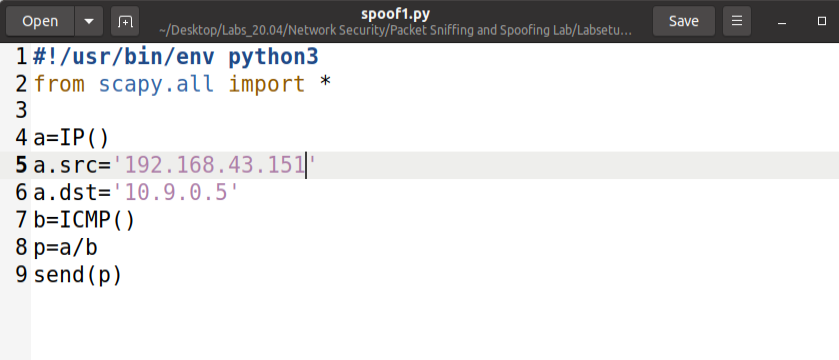 Open spoof1.py Save
~/Desktop/Labs_20.04/Network Security/Packet Sniffing and Spoofing Lab/Labsetu...
1 #!/usr/bin/env python3
2 from scapy.all import *
3
4 a=IP()
5 a.src='192.168.43.151'
6 a.dst='10.9.0.5'
7 b=ICMP()
8 p=a/b
9 send(p)